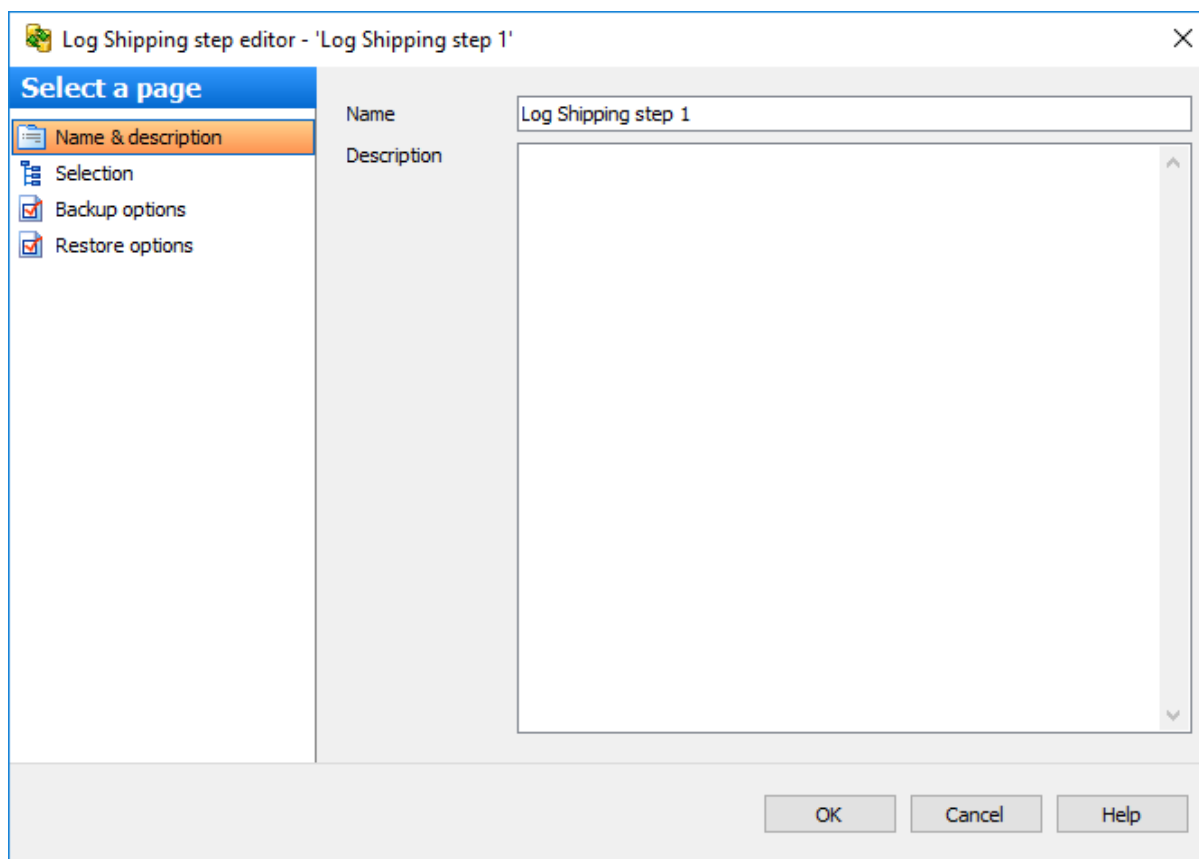 Log Shipping step editor - 'Log Shipping step 1'
Select a page
Name & description
Selection
Backup options
Restore options
Name
Log Shipping step 1
Description
OK
Cancel
Help